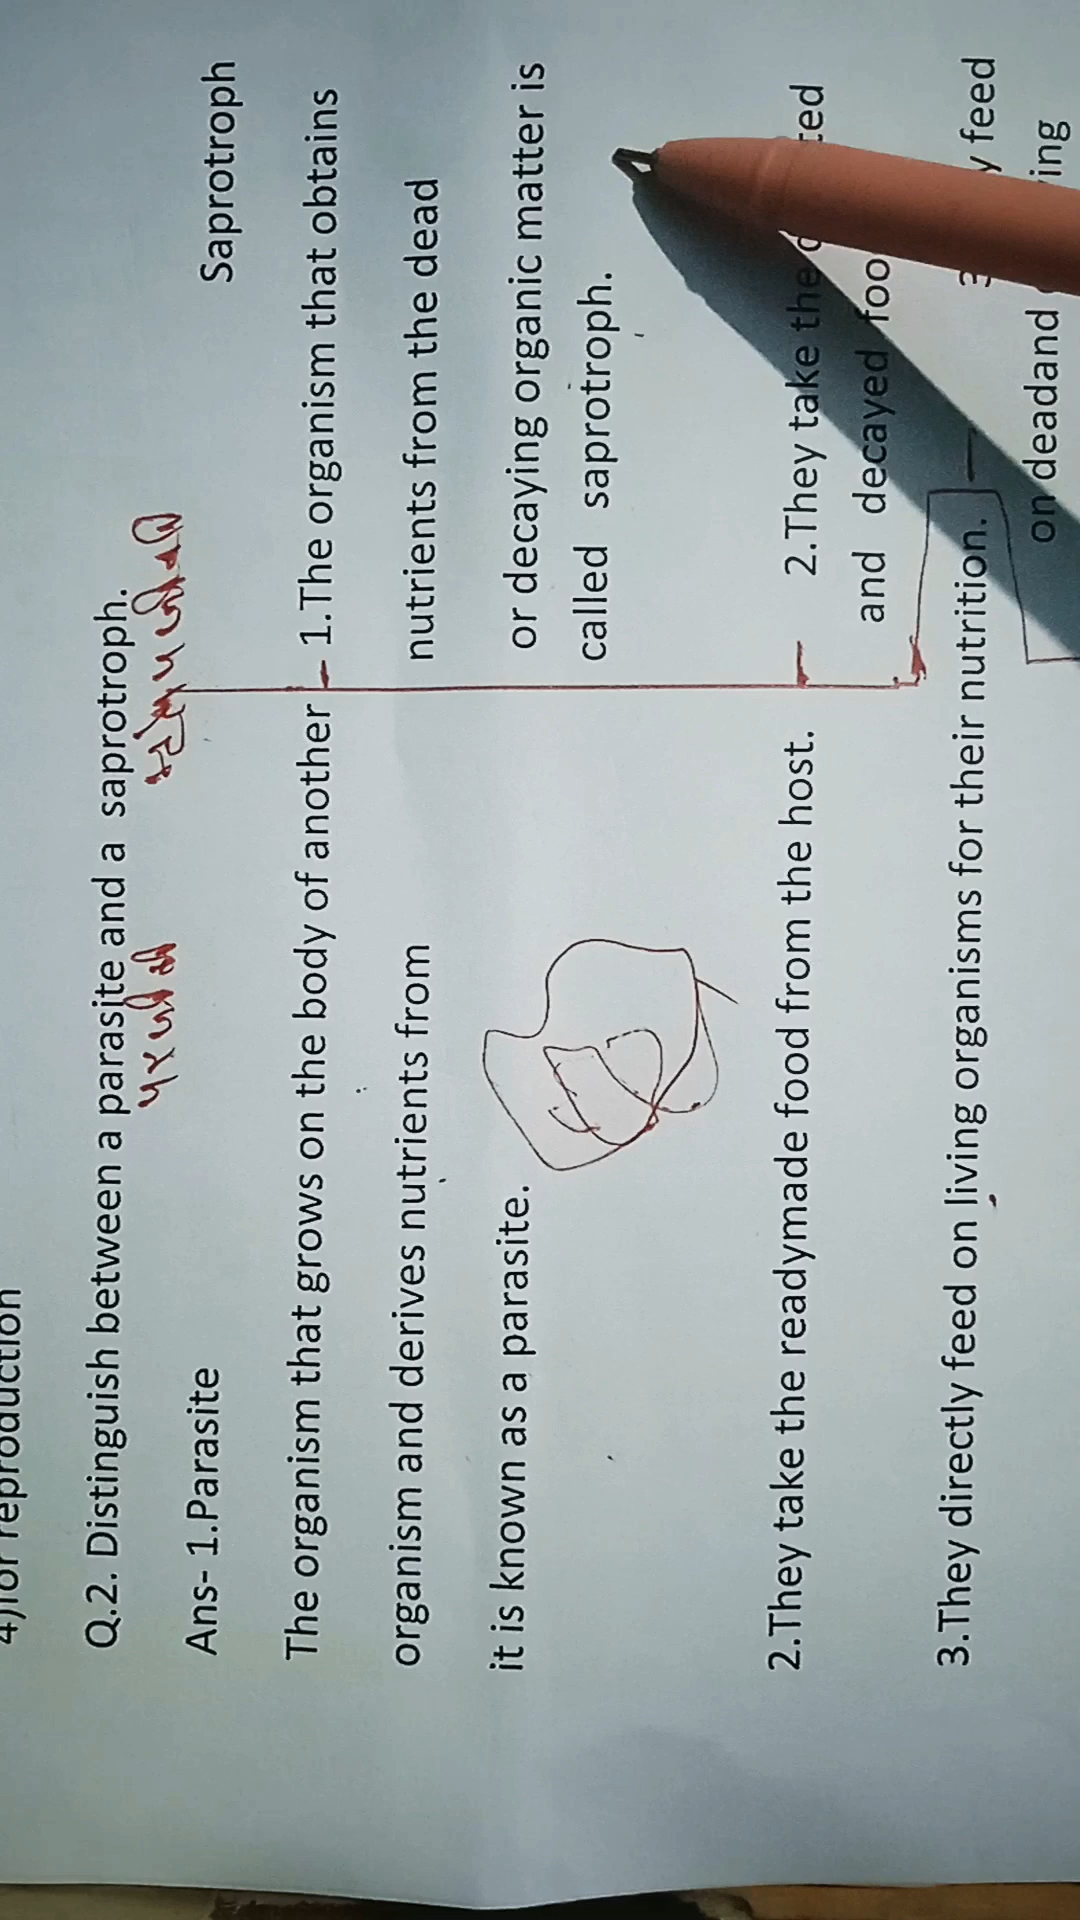 4)for reproduction
Q.2. Distinguish between a parasite and a saprotroph.
Ans- 1.Parasite Saprotroph
The organism that grows on the body of another 1.The organism that obtains
organism and derives nutrients from nutrients from the dead
it is known as a parasite. or decaying organic matter is
called saprotroph.
2.They take the readymade food from the host. 2.They take the
and decayed
3.They directly feed on living organisms for their nutrition. feed
on deadand